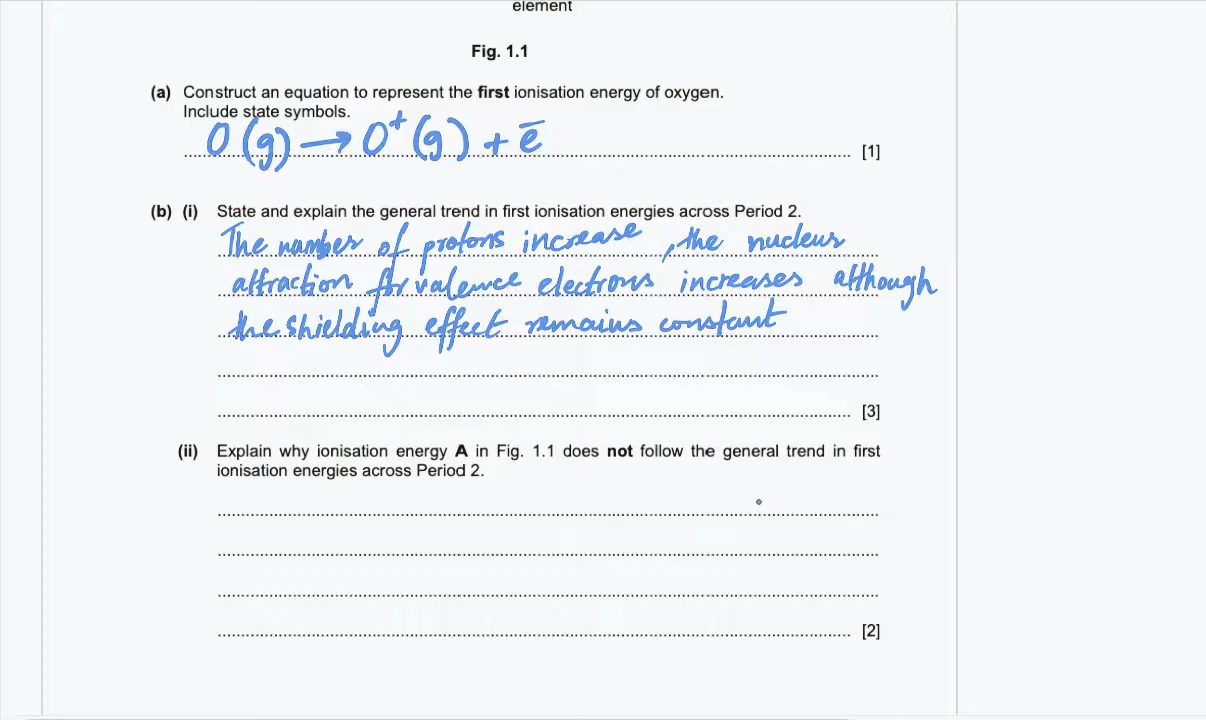 element
Fig. 1.1
(a) Construct an equation to represent the first ionisation energy of oxygen.
Include state symbols.
O (g) → O⁺ (g) + e̅
[1]
(b) (i) State and explain the general trend in first ionisation energies across Period 2.
The number of protons increase, the nucleus
attraction for valence electrons increases although
the shielding effect remains constant
[3]
(ii) Explain why ionisation energy A in Fig. 1.1 does not follow the general trend in first
ionisation energies across Period 2.
[2]